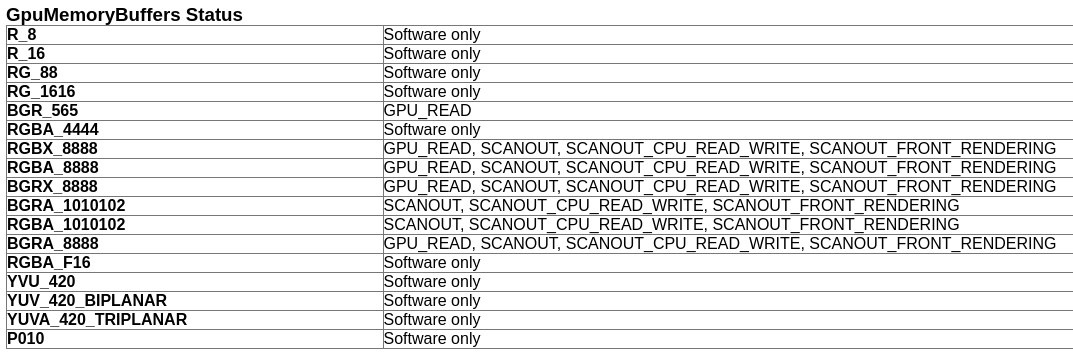 GpuMemoryBuffers Status
R_8 Software only
R_16 Software only
RG_88 Software only
RG_1616 Software only
BGR_565 GPU_READ
RGBA_4444 Software only
RGBX_8888 GPU_READ, SCANOUT, SCANOUT_CPU_READ_WRITE, SCANOUT_FRONT_RENDERING
RGBA_8888 GPU_READ, SCANOUT, SCANOUT_CPU_READ_WRITE, SCANOUT_FRONT_RENDERING
BGRX_8888 GPU_READ, SCANOUT, SCANOUT_CPU_READ_WRITE, SCANOUT_FRONT_RENDERING
BGRA_1010102 SCANOUT, SCANOUT_CPU_READ_WRITE, SCANOUT_FRONT_RENDERING
RGBA_1010102 SCANOUT, SCANOUT_CPU_READ_WRITE, SCANOUT_FRONT_RENDERING
BGRA_8888 GPU_READ, SCANOUT, SCANOUT_CPU_READ_WRITE, SCANOUT_FRONT_RENDERING
RGBA_F16 Software only
YVU_420 Software only
YUV_420_BIPLANAR Software only
YUVA_420_TRIPLANAR Software only
P010 Software only